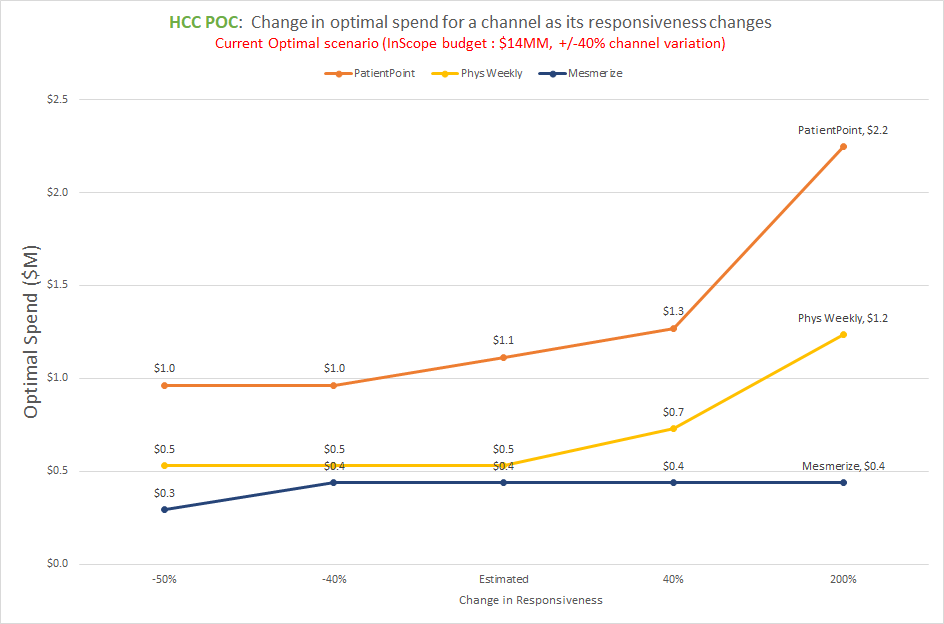 HCC POC: Change in optimal spend for a channel as its responsiveness changes
Current Optimal scenario (InScope budget : $14MM, +/-40% channel variation)
PatientPoint Phys Weekly Mesmerize
$2.5
PatientPoint, $2.2
$2.0
Optimal Spend ($M)
$1.5
$1.3
Phys Weekly, $1.2
$1.1
$1.0
$1.0
$1.0
$0.7
$0.5
$0.5
$0.5
$0.5
$0.4
$0.4
$0.4
Mesmerize, $0.4
$0.3
$0.0
-50% -40% Estimated 40% 200%
Change in Responsiveness